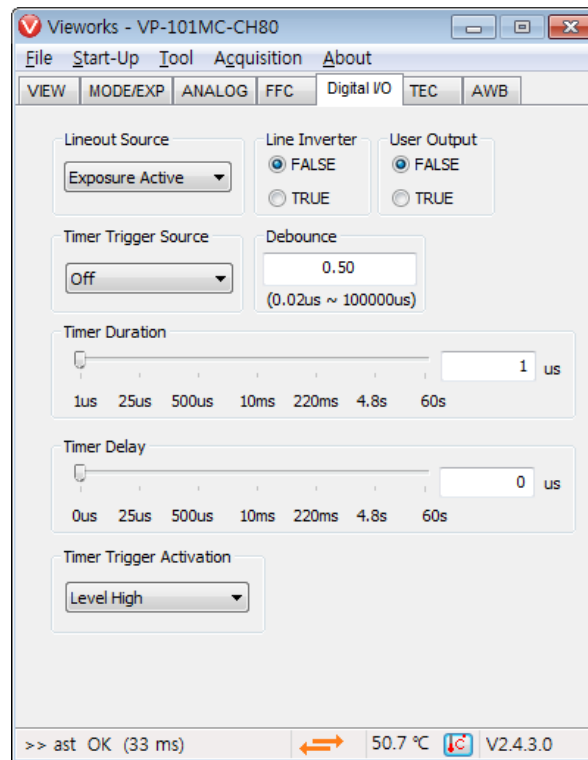 Vieworks - VP-101MC-CH80
File Start-Up Tool Acquisition About
VIEW MODE/EXP ANALOG FFC Digital I/O TEC AWB
Lineout Source Line Inverter User Output
Exposure Active FALSE FALSE
TRUE TRUE
Timer Trigger Source Debounce
Off 0.50
(0.02us ~ 100000us)
Timer Duration
1 us
1us 25us 500us 10ms 220ms 4.8s 60s
Timer Delay
0 us
0us 25us 500us 10ms 220ms 4.8s 60s
Timer Trigger Activation
Level High
>> ast OK (33 ms) 50.7 ℃ V2.4.3.0